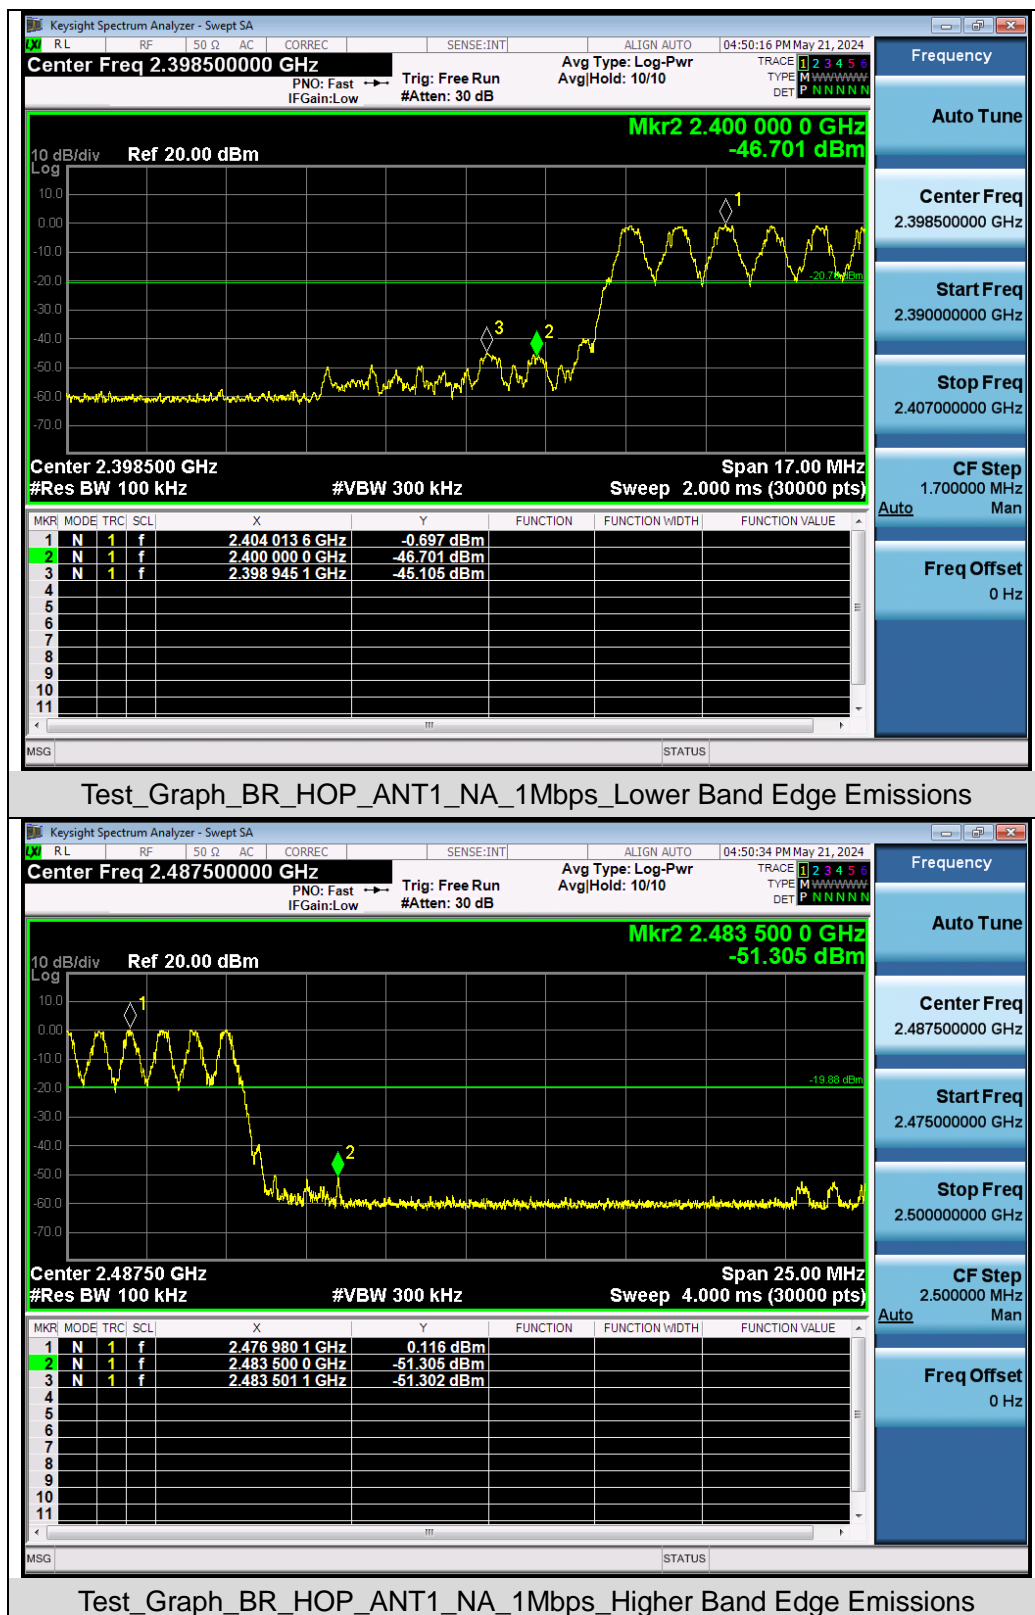 Keysight Spectrum Analyzer - Swept SA
LXI RL RF 50 Ω AC CORREC SENSE:INT ALIGN AUTO 04:50:16 PM May 21, 2024
Center Freq 2.398500000 GHz
PNO: Fast
IFGain:Low
Trig: Free Run
#Atten: 30 dB
Avg Type: Log-Pwr
Avg|Hold: 10/10
TRACE 1 2 3 4 5 6
TYPE M WWWWW
DET P N N N N N
Frequency
Mkr2 2.400 000 0 GHz
-46.701 dBm
10 dB/div Ref 20.00 dBm
Log
10.0
0.00
-10.0
-20.0
-30.0
-40.0
-50.0
-60.0
-70.0
1
3
2
Center 2.398500 GHz Span 17.00 MHz
#Res BW 100 kHz #VBW 300 kHz Sweep 2.000 ms (30000 pts)
MKR MODE TRC SCL X Y FUNCTION FUNCTION WIDTH FUNCTION VALUE
1 N 1 f 2.404 013 6 GHz -0.697 dBm
2 N 1 f 2.400 000 0 GHz -46.701 dBm
3 N 1 f 2.398 945 1 GHz -45.105 dBm
4
5
6
7
8
9
10
11
MSG STATUS
Auto Tune
Center Freq
2.398500000 GHz
Start Freq
2.390000000 GHz
Stop Freq
2.407000000 GHz
CF Step
1.700000 MHz
Auto Man
Freq Offset
0 Hz
Test_Graph_BR_HOP_ANT1_NA_1Mbps_Lower Band Edge Emissions
Keysight Spectrum Analyzer - Swept SA
LXI RL RF 50 Ω AC CORREC SENSE:INT ALIGN AUTO 04:50:34 PM May 21, 2024
Center Freq 2.487500000 GHz
PNO: Fast
IFGain:Low
Trig: Free Run
#Atten: 30 dB
Avg Type: Log-Pwr
Avg|Hold: 10/10
TRACE 1 2 3 4 5 6
TYPE M WWWWW
DET P N N N N N
Frequency
Mkr2 2.483 500 0 GHz
-51.305 dBm
10 dB/div Ref 20.00 dBm
Log
10.0
0.00
-10.0
-20.0
-30.0
-40.0
-50.0
-60.0
-70.0
1
-19.88 dBm
2
Center 2.48750 GHz Span 25.00 MHz
#Res BW 100 kHz #VBW 300 kHz Sweep 4.000 ms (30000 pts)
MKR MODE TRC SCL X Y FUNCTION FUNCTION WIDTH FUNCTION VALUE
1 N 1 f 2.476 980 1 GHz 0.116 dBm
2 N 1 f 2.483 500 0 GHz -51.305 dBm
3 N 1 f 2.483 501 1 GHz -51.302 dBm
4
5
6
7
8
9
10
11
MSG STATUS
Auto Tune
Center Freq
2.487500000 GHz
Start Freq
2.475000000 GHz
Stop Freq
2.500000000 GHz
CF Step
2.500000 MHz
Auto Man
Freq Offset
0 Hz
Test_Graph_BR_HOP_ANT1_NA_1Mbps_Higher Band Edge Emissions